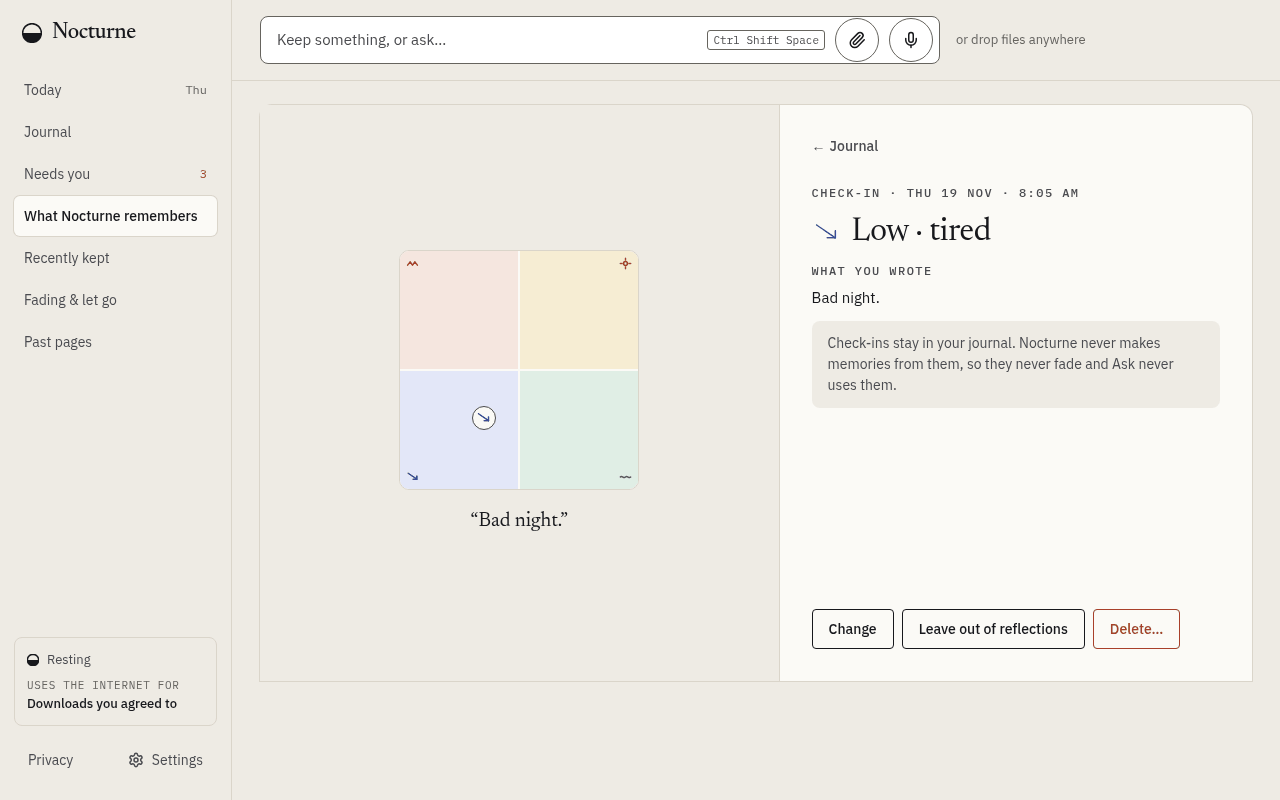 Nocturne
Today Thu
Journal
Needs you 3
What Nocturne remembers
Recently kept
Fading & let go
Past pages
Resting
USES THE INTERNET FOR
Downloads you agreed to
Privacy Settings
Keep something, or ask… Ctrl Shift Space
or drop files anywhere
“Bad night.”
← Journal
CHECK-IN · THU 19 NOV · 8:05 AM
Low · tired
WHAT YOU WROTE
Bad night.
Check-ins stay in your journal. Nocturne never makes
memories from them, so they never fade and Ask never
uses them.
Change Leave out of reflections Delete…